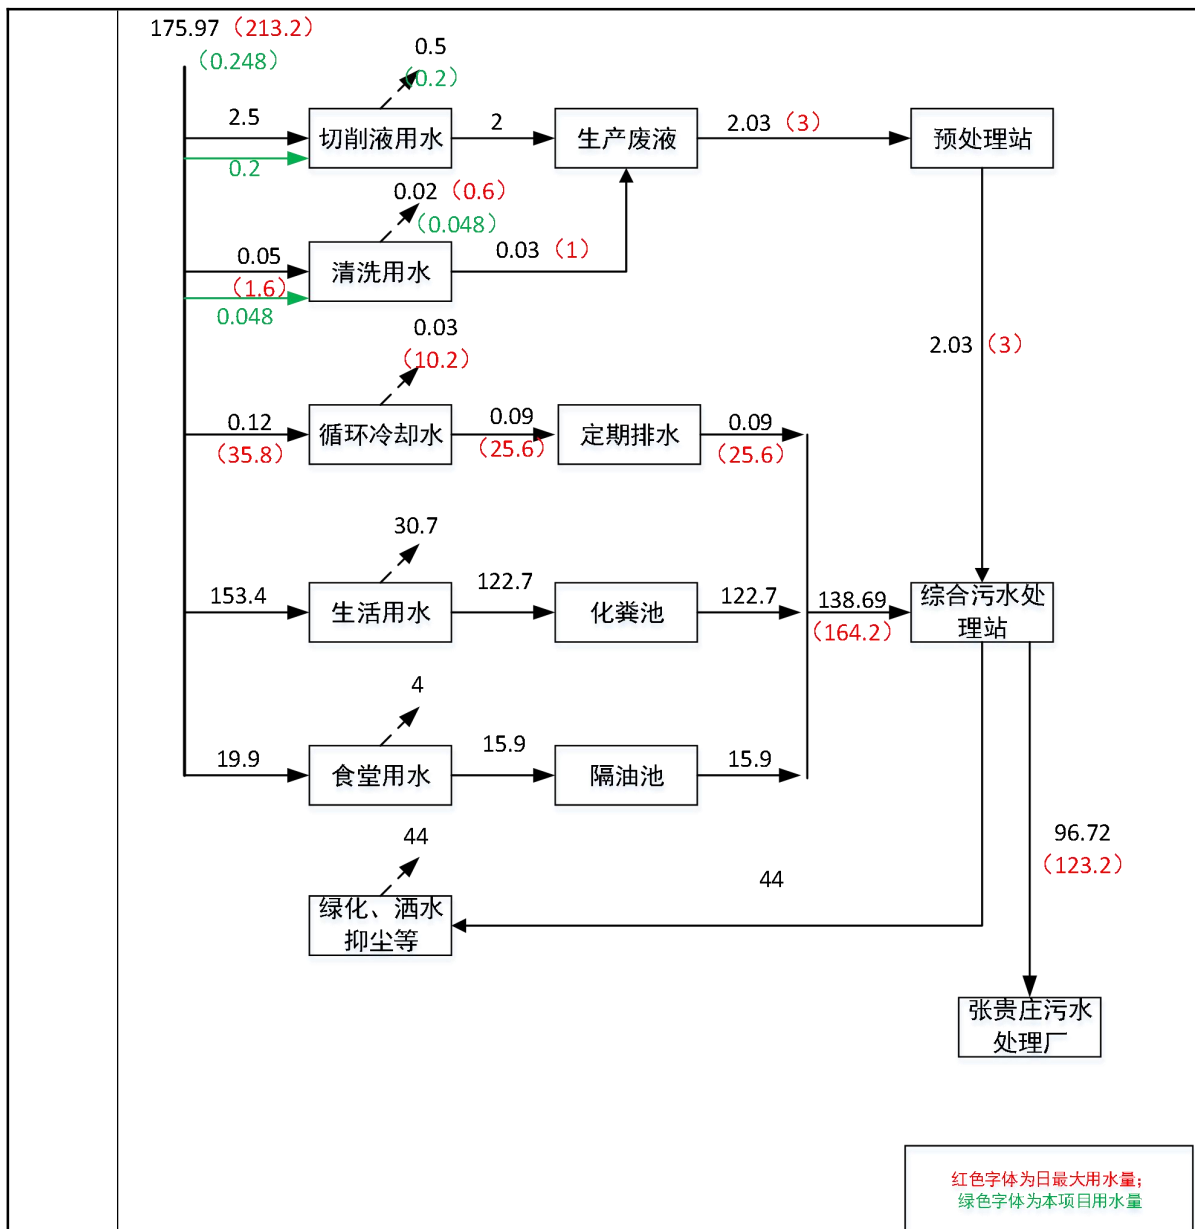 175.97（213.2）
（0.248）
0.5
（0.2）
2.5
切削液用水
2
生产废液
2.03（3）
预处理站
0.2
0.02（0.6）
（0.048）
0.05
（1.6）
清洗用水
0.03（1）
0.048
0.03
（10.2）
2.03（3）
0.12
（35.8）
循环冷却水
0.09
（25.6）
定期排水
0.09
（25.6）
30.7
153.4
生活用水
122.7
化粪池
122.7
138.69
（164.2）
综合污水处
理站
4
19.9
食堂用水
15.9
隔油池
15.9
44
96.72
（123.2）
44
绿化、洒水
抑尘等
张贵庄污水
处理厂
红色字体为日最大用水量；
绿色字体为本项目用水量